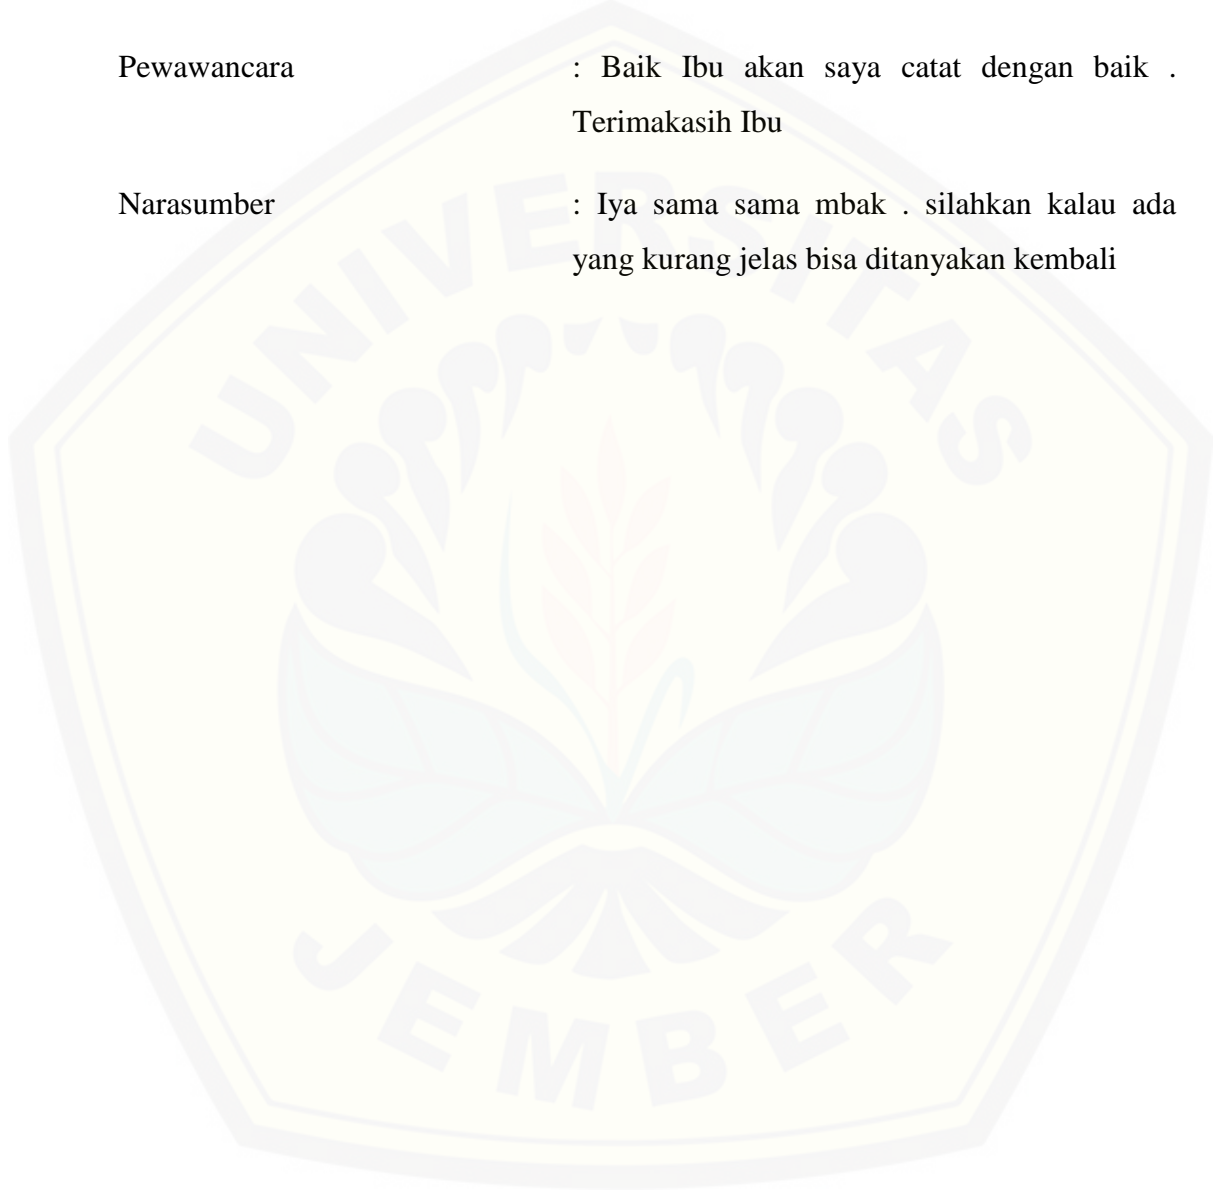 Pewawancara : Baik Ibu akan saya catat dengan baik .
Terimakasih Ibu
Narasumber : Iya sama sama mbak . silahkan kalau ada
yang kurang jelas bisa ditanyakan kembali
UNIVERSITAS
JEMBER